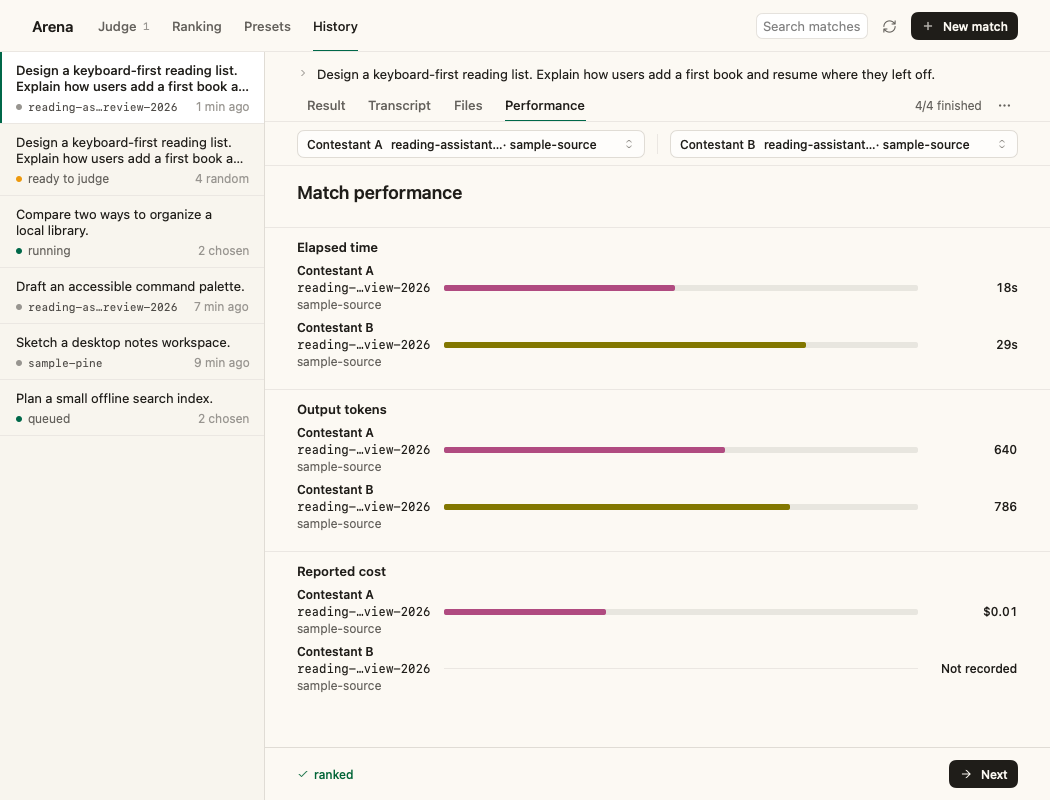 Arena
Judge 1
Ranking
Presets
History
Search matches
+ New match
Design a keyboard-first reading list.
Explain how users add a first book a...
reading-as…review-2026
1 min ago
Design a keyboard-first reading list.
Explain how users add a first book a...
ready to judge
4 random
Compare two ways to organize a
local library.
running
2 chosen
Draft an accessible command palette.
reading-as…review-2026
7 min ago
Sketch a desktop notes workspace.
sample-pine
9 min ago
Plan a small offline search index.
queued
2 chosen
Design a keyboard-first reading list. Explain how users add a first book and resume where they left off.
Result
Transcript
Files
Performance
4/4 finished
Contestant A reading-assistant…· sample-source
Contestant B reading-assistant…· sample-source
Match performance
Elapsed time
Contestant A
reading-…view-2026
18s
sample-source
Contestant B
reading-…view-2026
29s
sample-source
Output tokens
Contestant A
reading-…view-2026
640
sample-source
Contestant B
reading-…view-2026
786
sample-source
Reported cost
Contestant A
reading-…view-2026
$0.01
sample-source
Contestant B
reading-…view-2026
Not recorded
sample-source
ranked
Next